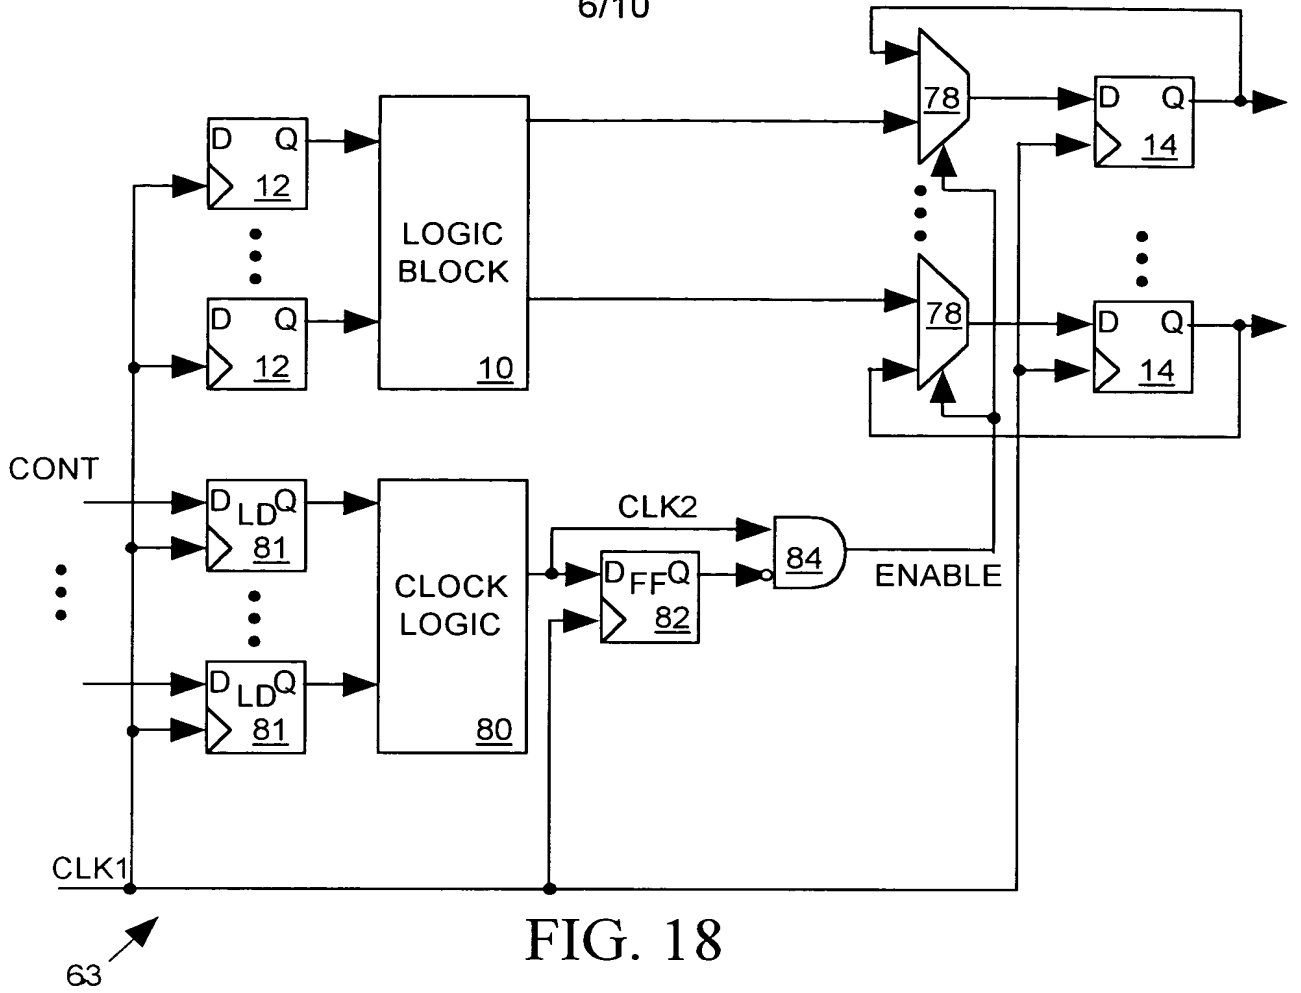 6/10
78
D Q
14
D Q
12
LOGIC
BLOCK
10
D Q
12
78
D Q
14
CONT
D LD Q
81
CLOCK
LOGIC
80
CLK2
D FF Q
82
84
ENABLE
D LD Q
81
CLK1
63
FIG. 18